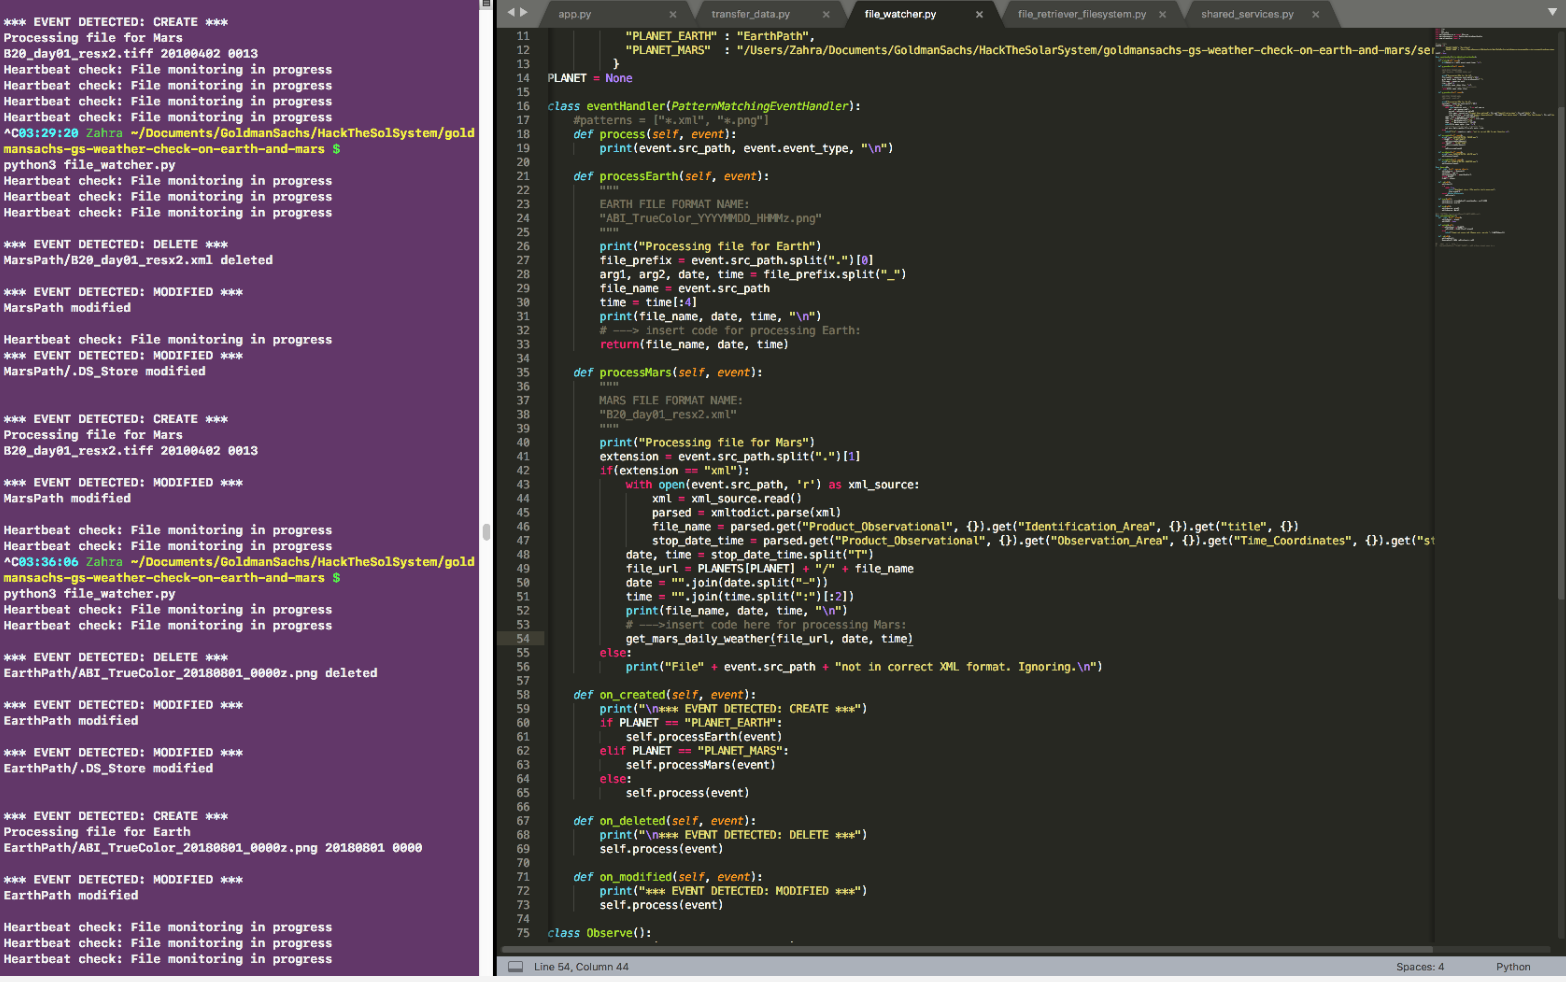 *** EVENT DETECTED: CREATE ***
Processing file for Mars
B20_day01_resx2.tiff 20100402 0013
Heartbeat check: File monitoring in progress
Heartbeat check: File monitoring in progress
Heartbeat check: File monitoring in progress
Heartbeat check: File monitoring in progress
^C03:29:20 Zahra ~/Documents/GoldmanSachs/HackTheSolSystem/gold
mansachs-gs-weather-check-on-earth-and-mars $
python3 file_watcher.py
Heartbeat check: File monitoring in progress
Heartbeat check: File monitoring in progress
Heartbeat check: File monitoring in progress
*** EVENT DETECTED: DELETE ***
MarsPath/B20_day01_resx2.xml deleted
*** EVENT DETECTED: MODIFIED ***
MarsPath modified
Heartbeat check: File monitoring in progress
*** EVENT DETECTED: MODIFIED ***
MarsPath/.DS_Store modified
*** EVENT DETECTED: CREATE ***
Processing file for Mars
B20_day01_resx2.tiff 20100402 0013
*** EVENT DETECTED: MODIFIED ***
MarsPath modified
Heartbeat check: File monitoring in progress
Heartbeat check: File monitoring in progress
^C03:36:06 Zahra ~/Documents/GoldmanSachs/HackTheSolSystem/gold
mansachs-gs-weather-check-on-earth-and-mars $
python3 file_watcher.py
Heartbeat check: File monitoring in progress
Heartbeat check: File monitoring in progress
*** EVENT DETECTED: DELETE ***
EarthPath/ABI_TrueColor_20180801_0000z.png deleted
*** EVENT DETECTED: MODIFIED ***
EarthPath modified
*** EVENT DETECTED: MODIFIED ***
EarthPath/.DS_Store modified
*** EVENT DETECTED: CREATE ***
Processing file for Earth
EarthPath/ABI_TrueColor_20180801_0000z.png 20180801 0000
*** EVENT DETECTED: MODIFIED ***
EarthPath modified
Heartbeat check: File monitoring in progress
Heartbeat check: File monitoring in progress
Heartbeat check: File monitoring in progress
app.py × transfer_data.py × file_watcher.py × file_retriever_filesystem.py × shared_services.py ×
11 "PLANET_EARTH" : "EarthPath",
12 "PLANET_MARS" : "/Users/Zahra/Documents/GoldmanSachs/HackTheSolarSystem/goldmansachs-gs-weather-check-on-earth-and-mars/ser
13 }
14 PLANET = None
15
16 class eventHandler(PatternMatchingEventHandler):
17 #patterns = ["*.xml", "*.png"]
18 def process(self, event):
19 print(event.src_path, event.event_type, "\n")
20
21 def processEarth(self, event):
22 """
23 EARTH FILE FORMAT NAME:
24 "ABI_TrueColor_YYYYMMDD_HHMMz.png"
25 """
26 print("Processing file for Earth")
27 file_prefix = event.src_path.split(".")[0]
28 arg1, arg2, date, time = file_prefix.split("_")
29 file_name = event.src_path
30 time = time[:4]
31 print(file_name, date, time, "\n")
32 # ---> insert code for processing Earth:
33 return(file_name, date, time)
34
35 def processMars(self, event):
36 """
37 MARS FILE FORMAT NAME:
38 "B20_day01_resx2.xml"
39 """
40 print("Processing file for Mars")
41 extension = event.src_path.split(".")[1]
42 if(extension == "xml"):
43 with open(event.src_path, 'r') as xml_source:
44 xml = xml_source.read()
45 parsed = xmltodict.parse(xml)
46 file_name = parsed.get("Product_Observational", {}).get("Identification_Area", {}).get("title", {})
47 stop_date_time = parsed.get("Product_Observational", {}).get("Observation_Area", {}).get("Time_Coordinates", {}).get("st
48 date, time = stop_date_time.split("T")
49 file_url = PLANETS[PLANET] + "/" + file_name
50 date = "".join(date.split("-"))
51 time = "".join(time.split(":")[:2])
52 print(file_name, date, time, "\n")
53 # --->insert code here for processing Mars:
54 get_mars_daily_weather(file_url, date, time)
55 else:
56 print("File" + event.src_path + "not in correct XML format. Ignoring.\n")
57
58 def on_created(self, event):
59 print("\n*** EVENT DETECTED: CREATE ***")
60 if PLANET == "PLANET_EARTH":
61 self.processEarth(event)
62 elif PLANET == "PLANET_MARS":
63 self.processMars(event)
64 else:
65 self.process(event)
66
67 def on_deleted(self, event):
68 print("\n*** EVENT DETECTED: DELETE ***")
69 self.process(event)
70
71 def on_modified(self, event):
72 print("*** EVENT DETECTED: MODIFIED ***")
73 self.process(event)
74
75 class Observe():
Line 54, Column 44 Spaces: 4 Python